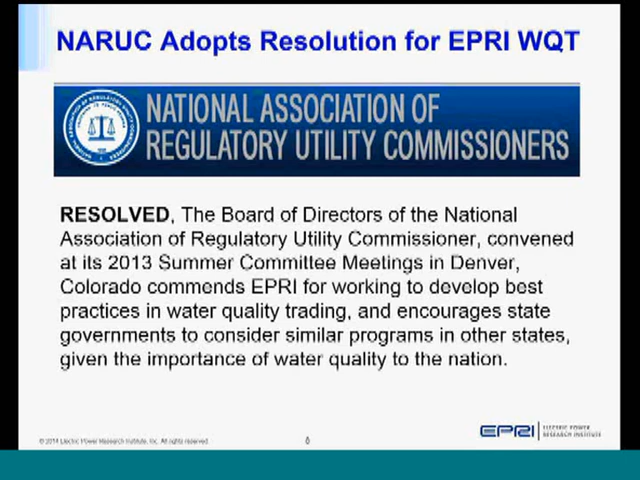 NARUC Adopts Resolution for EPRI WQT
NATIONAL ASSOCIATION OF
REGULATORY UTILITY COMMISSIONERS
RESOLVED, The Board of Directors of the National
Association of Regulatory Utility Commissioner, convened
at its 2013 Summer Committee Meetings in Denver,
Colorado commends EPRI for working to develop best
practices in water quality trading, and encourages state
governments to consider similar programs in other states,
given the importance of water quality to the nation.
© 2014 Electric Power Research Institute, Inc. All rights reserved.
EPRI
ELECTRIC POWER
RESEARCH INSTITUTE